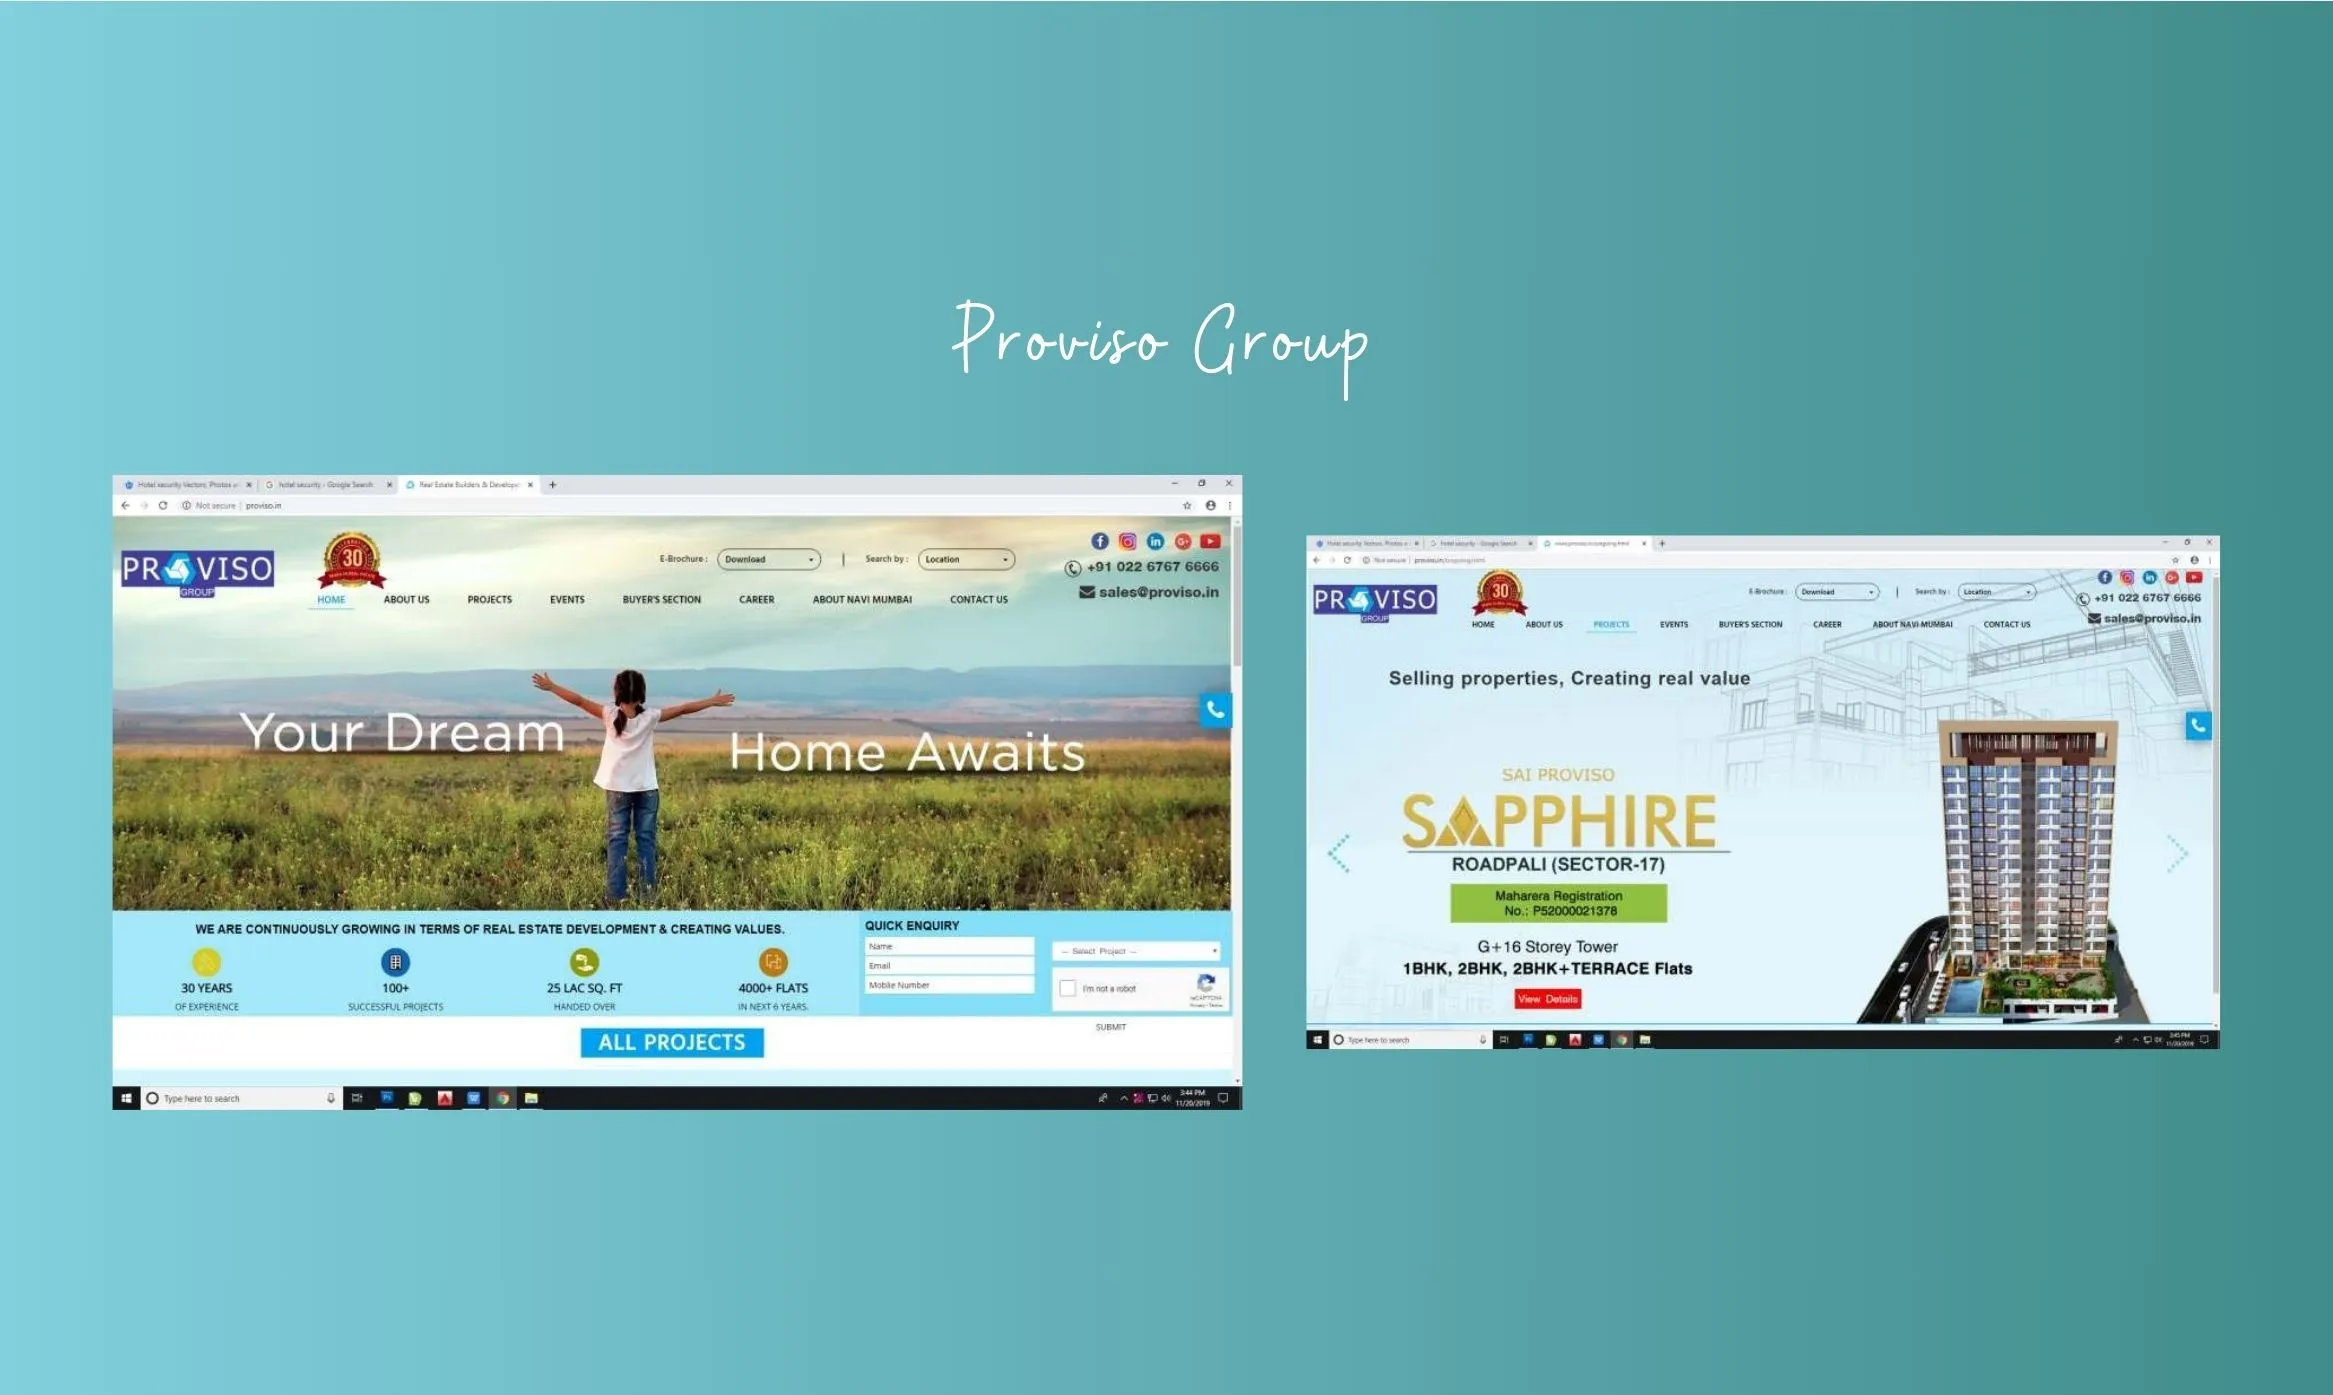 Proviso Group
Hotel security Vectors, Photos a
hotel security - Google Search
Real Estate Builders & Develope
Not secure | proviso.in
PROVISO
GROUP
30
E-Brochure : Download | Search by : Location
+91 022 6767 6666
sales@proviso.in
HOME ABOUT US PROJECTS EVENTS BUYER'S SECTION CAREER ABOUT NAVI MUMBAI CONTACT US
Your Dream Home Awaits
WE ARE CONTINUOUSLY GROWING IN TERMS OF REAL ESTATE DEVELOPMENT & CREATING VALUES.
30 YEARS 100+ 25 LAC SQ. FT 4000+ FLATS
OF EXPERIENCE SUCCESSFUL PROJECTS HANDED OVER IN NEXT 6 YEARS.
QUICK ENQUIRY
Name
Email
Mobile Number
-- Select Project --
I'm not a robot
reCAPTCHA
Privacy - Terms
SUBMIT
ALL PROJECTS
Type here to search
3:44 PM
11/20/2019
Hotel security Vectors, Photos a
hotel security - Google Search
Not secure
PROVISO
GROUP
30
E-Brochure : Download | Search by : Location
+91 022 6767 6666
sales@proviso.in
HOME ABOUT US PROJECTS EVENTS BUYER'S SECTION CAREER ABOUT NAVI MUMBAI CONTACT US
Selling properties, Creating real value
SAI PROVISO
SAPPHIRE
ROADPALI (SECTOR-17)
Maharera Registration
No.: P52000021378
G+16 Storey Tower
1BHK, 2BHK, 2BHK+TERRACE Flats
View Details
Type here to search
3:45 PM
11/20/2019